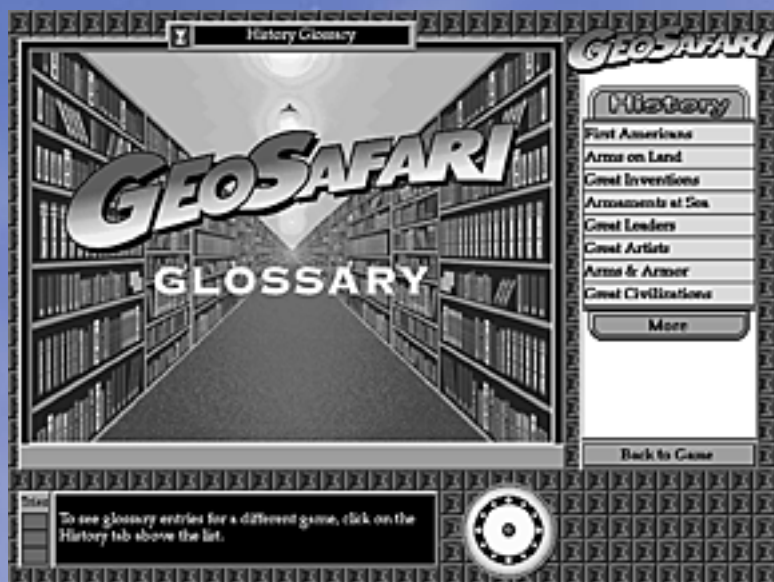 History Glossary
GEOSAFARI
GLOSSARY
GEOSAFARI
History
First Americans
Arms on Land
Great Inventions
Armaments at Sea
Great Leaders
Great Artists
Arms & Armor
Great Civilizations
More
Back to Game
Tries
To see glossary entries for a different game, click on the
History tab above the list.